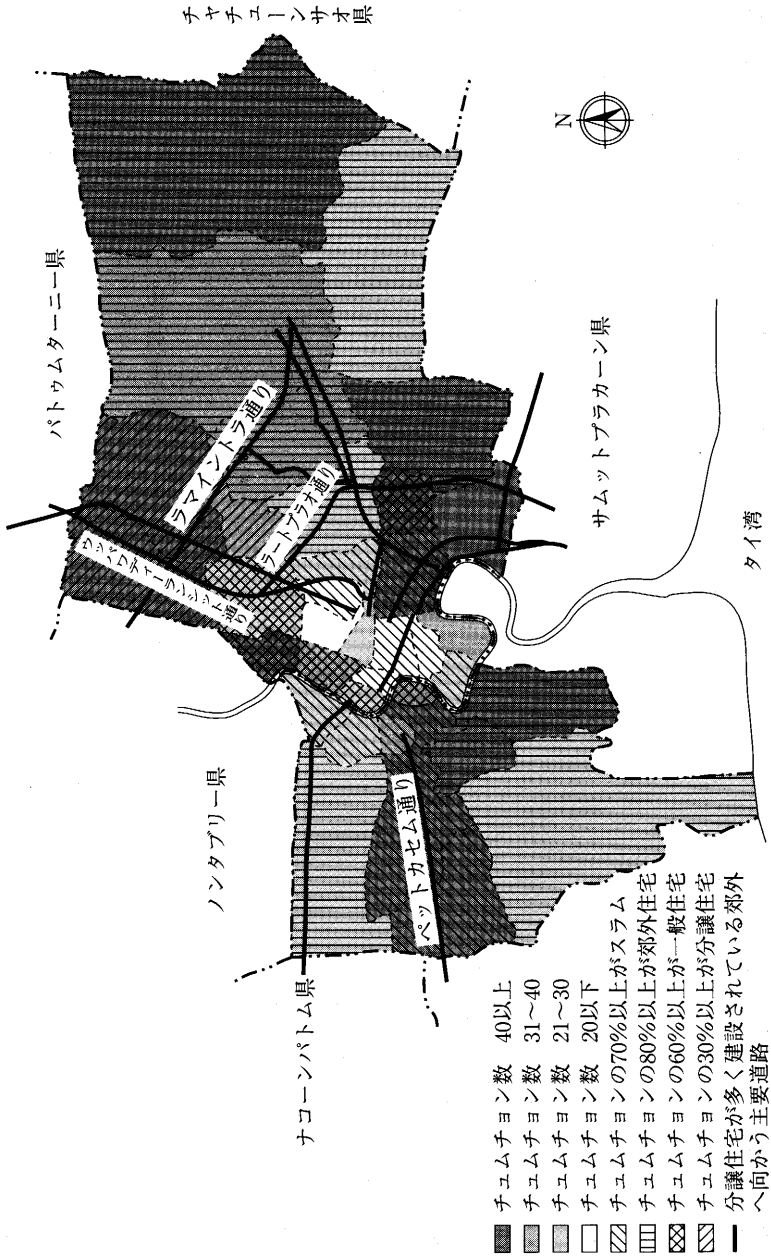 チャチューンサオ県
パトゥムターニー県
ラマイントラ通り
ラートプラオ通り
ウッパワディーランシット通り
N
サムットプラカーン県
タイ湾
ノンタブリー県
ペットカセム通り
ナコーンパトム県
チュムチョン数 40以上
チュムチョン数 31~40
チュムチョン数 21~30
チュムチョン数 20以下
チュムチョンの70%以上がスラム
チュムチョンの80%以上が郊外住宅
チュムチョンの60%以上が一般住宅
チュムチョンの30%以上が分譲住宅
分譲住宅が多く建設されている郊外
へ向かう主要道路